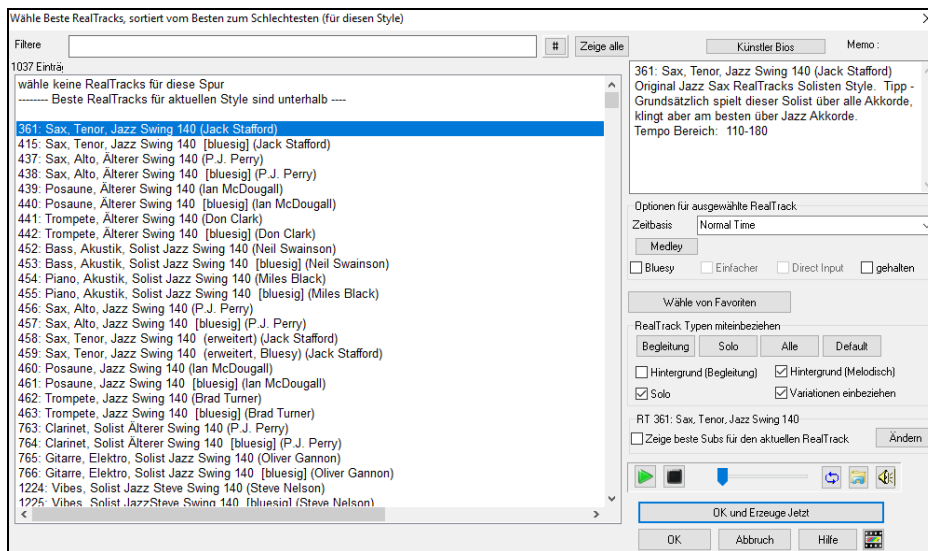 Wähle Beste RealTracks, sortiert vom Besten zum Schlechtesten (für diesen Style)
Filtere
#
Zeige alle
1037 Einträ
wähle keine RealTracks für diese Spur
-------- Beste RealTracks für aktuellen Style sind unterhalb ----
361: Sax, Tenor, Jazz Swing 140 (Jack Stafford)
415: Sax, Tenor, Jazz Swing 140 [bluesig] (Jack Stafford)
437: Sax, Alto, Älterer Swing 140 (P.J. Perry)
438: Sax, Alto, Älterer Swing 140 [bluesig] (P.J. Perry)
439: Posaune, Älterer Swing 140 (Ian McDougall)
440: Posaune, Älterer Swing 140 [bluesig] (Ian McDougall)
441: Trompete, Älterer Swing 140 (Don Clark)
442: Trompete, Älterer Swing 140 [bluesig] (Don Clark)
452: Bass, Akustik, Solist Jazz Swing 140 (Neil Swainson)
453: Bass, Akustik, Solist Jazz Swing 140 [bluesig] (Neil Swainson)
454: Piano, Akustik, Solist Jazz Swing 140 (Miles Black)
455: Piano, Akustik, Solist Jazz Swing 140 [bluesig] (Miles Black)
456: Sax, Alto, Jazz Swing 140 (P.J. Perry)
457: Sax, Alto, Jazz Swing 140 [bluesig] (P.J. Perry)
458: Sax, Tenor, Jazz Swing 140 (erweitert) (Jack Stafford)
459: Sax, Tenor, Jazz Swing 140 (erweitert, Bluesy) (Jack Stafford)
460: Posaune, Jazz Swing 140 (Ian McDougall)
461: Posaune, Jazz Swing 140 [bluesig] (Ian McDougall)
462: Trompete, Jazz Swing 140 (Brad Turner)
463: Trompete, Jazz Swing 140 [bluesig] (Brad Turner)
763: Clarinet, Solist Älterer Swing 140 (P.J. Perry)
764: Clarinet, Solist Älterer Swing 140 [bluesig] (P.J. Perry)
765: Gitarre, Elektro, Solist Jazz Swing 140 (Oliver Gannon)
766: Gitarre, Elektro, Solist Jazz Swing 140 [bluesig] (Oliver Gannon)
1224: Vibes, Solist Jazz Steve Swing 140 (Steve Nelson)
1225: Vibes, Solist JazzSteve Swing 140 [bluesig] (Steve Nelson)
Künstler Bios
Memo :
361: Sax, Tenor, Jazz Swing 140 (Jack Stafford)
Original Jazz Sax RealTracks Solisten Style. Tipp -
Grundsätzlich spielt dieser Solist über alle Akkorde,
klingt aber am besten über Jazz Akkorde.
Tempo Bereich: 110-180
Optionen für ausgewählte RealTrack
Zeitbasis
Normal Time
Medley
Bluesy
Einfacher
Direct Input
gehalten
Wähle von Favoriten
RealTrack Typen miteinbeziehen
Begleitung
Solo
Alle
Default
Hintergrund (Begleitung)
Hintergrund (Melodisch)
Solo
Variationen einbeziehen
RT 361: Sax, Tenor, Jazz Swing 140
Zeige beste Subs für den aktuellen RealTrack
Ändern
OK und Erzeuge Jetzt
OK
Abbruch
Hilfe